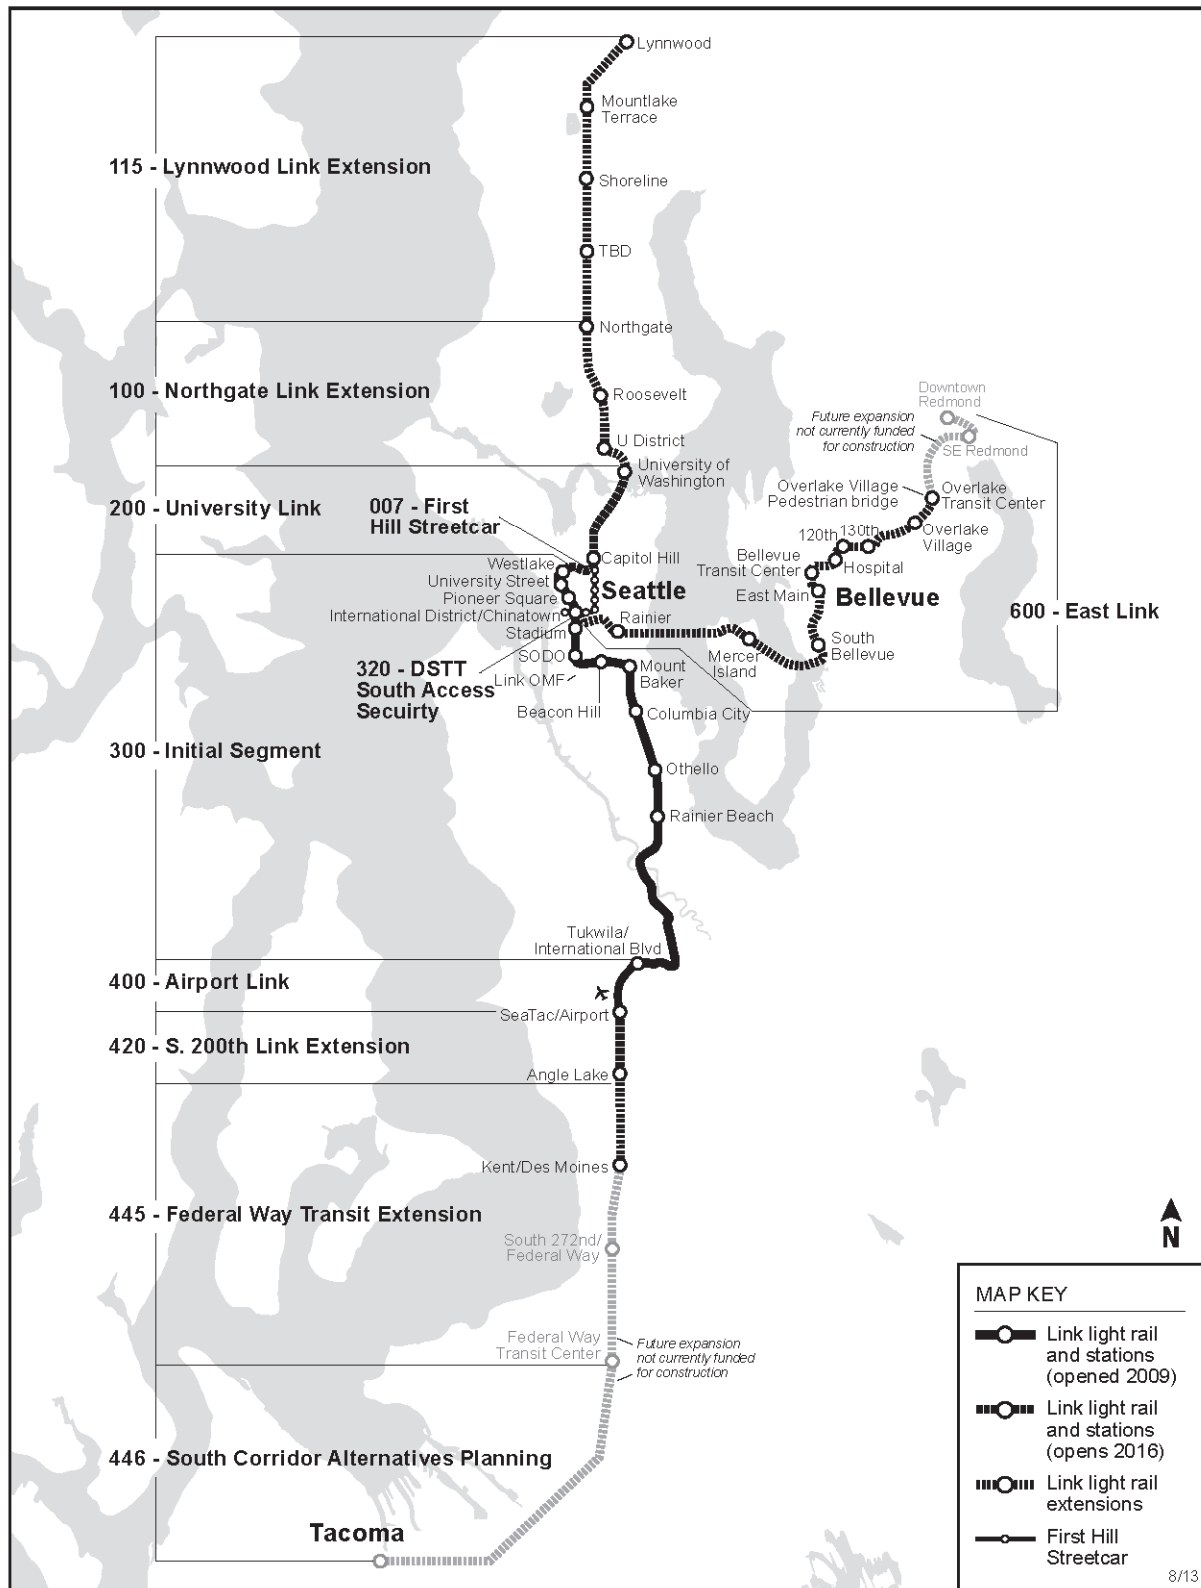 Lynnwood
Mountlake
Terrace
115 - Lynnwood Link Extension
Shoreline
TBD
Northgate
100 - Northgate Link Extension
Roosevelt
Downtown
Redmond
Future expansion
not currently funded
for construction
SE Redmond
U District
University of
Washington
200 - University Link
007 - First
Hill Streetcar
Overlake Village
Pedestrian bridge
Overlake
Transit Center
120th
130th
Overlake
Village
Capitol Hill
Westlake
University Street
Pioneer Square
International District/Chinatown
Stadium
SODO
Link OMF
Seattle
Rainier
Bellevue
Transit Center
Hospital
East Main
Bellevue
600 - East Link
South
Bellevue
Mercer
Island
320 - DSTT
South Access
Secuirty
Mount
Baker
Beacon Hill
Columbia City
300 - Initial Segment
Othello
Rainier Beach
Tukwila/
International Blvd
400 - Airport Link
SeaTac/Airport
420 - S. 200th Link Extension
Angle Lake
Kent/Des Moines
445 - Federal Way Transit Extension
South 272nd/
Federal Way
Federal Way
Transit Center
Future expansion
not currently funded
for construction
446 - South Corridor Alternatives Planning
Tacoma
N
MAP KEY
Link light rail
and stations
(opened 2009)
Link light rail
and stations
(opens 2016)
Link light rail
extensions
First Hill
Streetcar
8/13